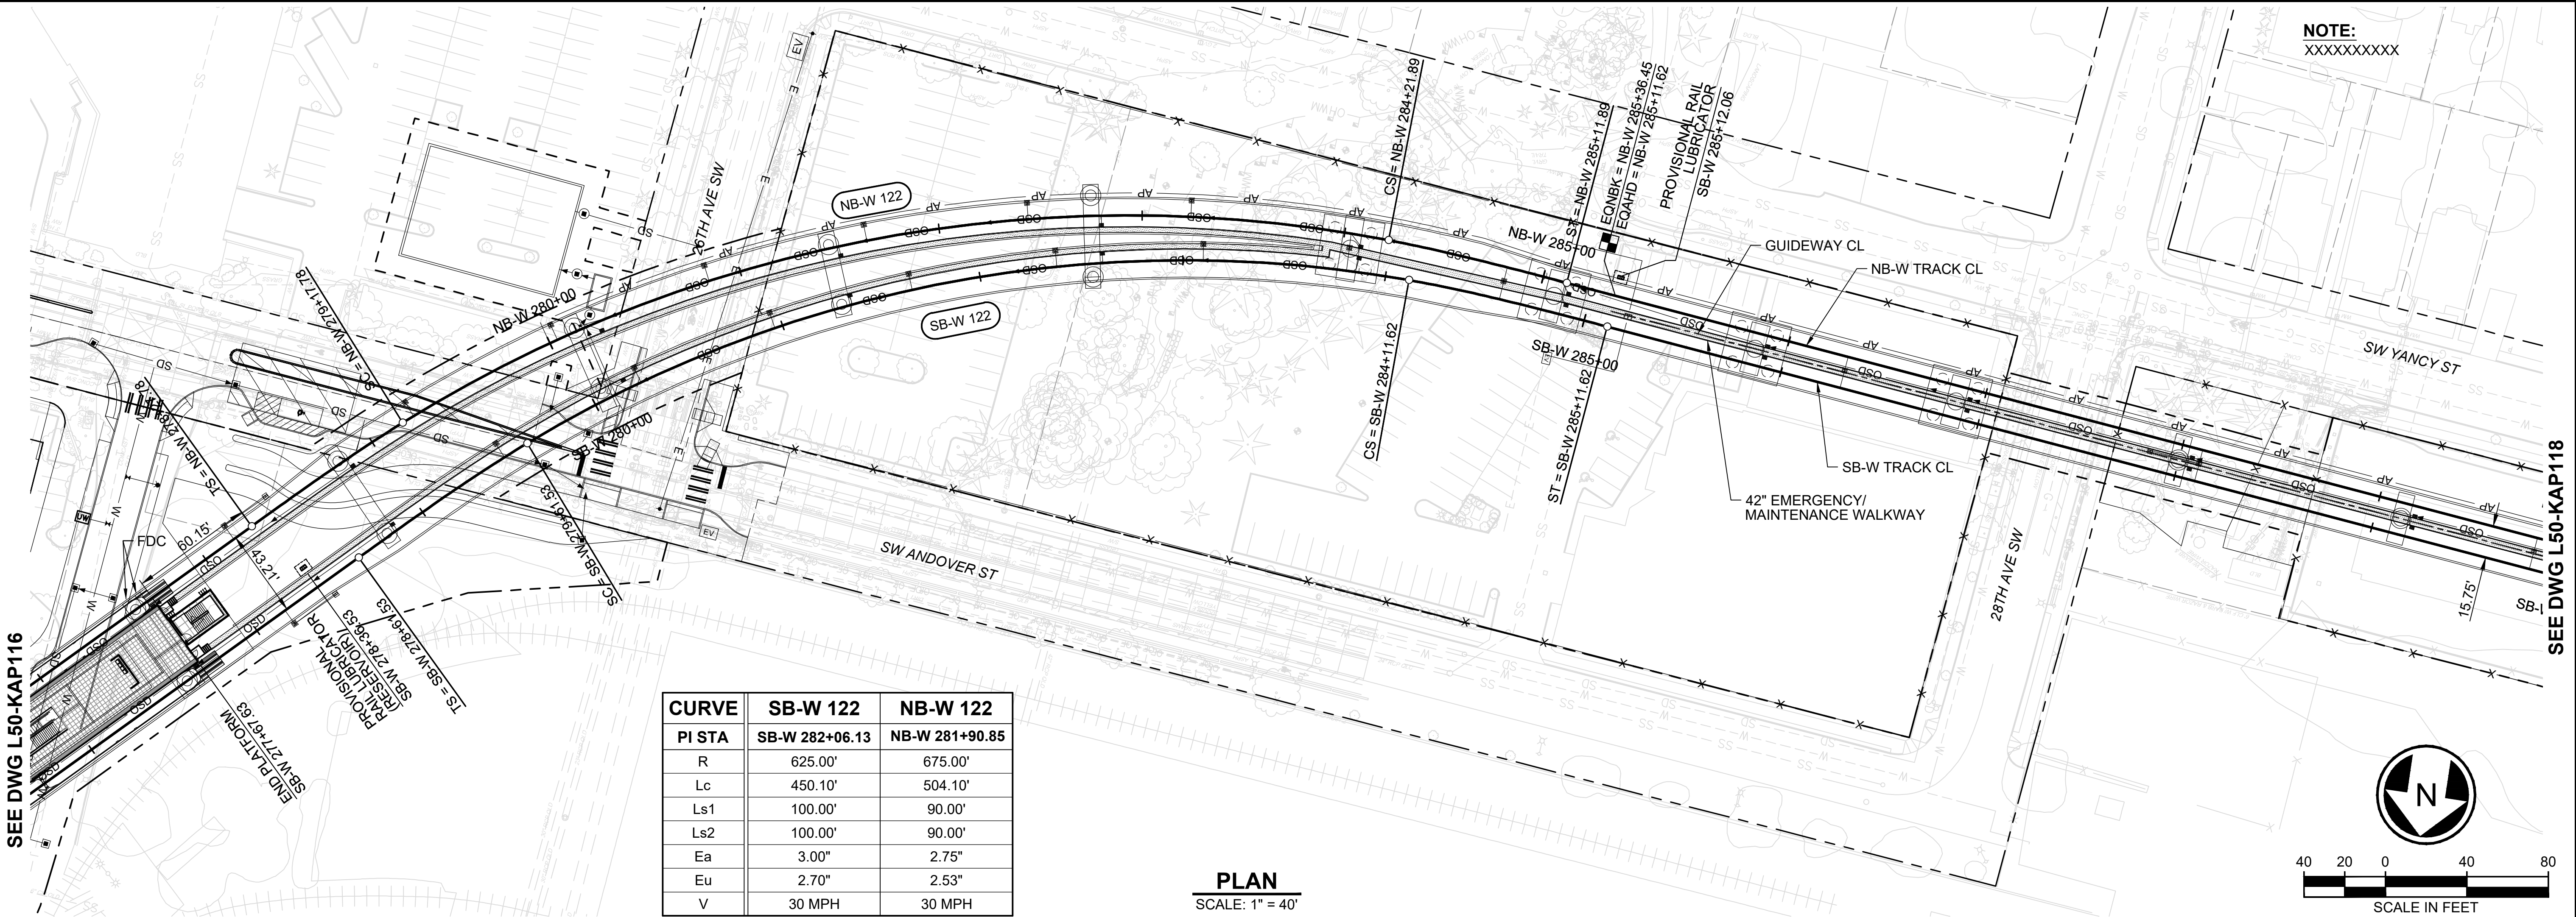 NOTE:
XXXXXXXXXX
SEE DWG L50-KAP116
SEE DWG L50-KAP118
SC = NB-W 279+17.78
TS = NB-W 278+27.78
NB-W 280+00
SB-W 280+00
26TH AVE SW
NB-W 122
SB-W 122
CS = NB-W 284+21.89
ST = NB-W 285+11.89
EQNBK = NB-W 285+36.45
EQAHD = NB-W 285+11.62
PROVISIONAL RAIL
LUBRICATOR
SB-W 285+12.06
NB-W 285+00
GUIDEWAY CL
NB-W TRACK CL
SW YANCY ST
SB-W 285+00
CS = SB-W 284+11.62
ST = SB-W 285+11.62
SB-W TRACK CL
42" EMERGENCY/
MAINTENANCE WALKWAY
28TH AVE SW
15.75'
SW ANDOVER ST
FDC
60.15'
43.21'
UW
EV
EV
SC = SB-W 279+61.53
TS = SB-W 278+61.53
PROVISIONAL
RAIL LUBRICATOR
(RESERVOIR)
SB-W 278+36.53
END PLATFORM
SB-W 277+67.63
CURVE SB-W 122 NB-W 122
PI STA SB-W 282+06.13 NB-W 281+90.85
R 625.00' 675.00'
Lc 450.10' 504.10'
Ls1 100.00' 90.00'
Ls2 100.00' 90.00'
Ea 3.00" 2.75"
Eu 2.70" 2.53"
V 30 MPH 30 MPH
PLAN
SCALE: 1" = 40'
N
40 20 0 40 80
SCALE IN FEET